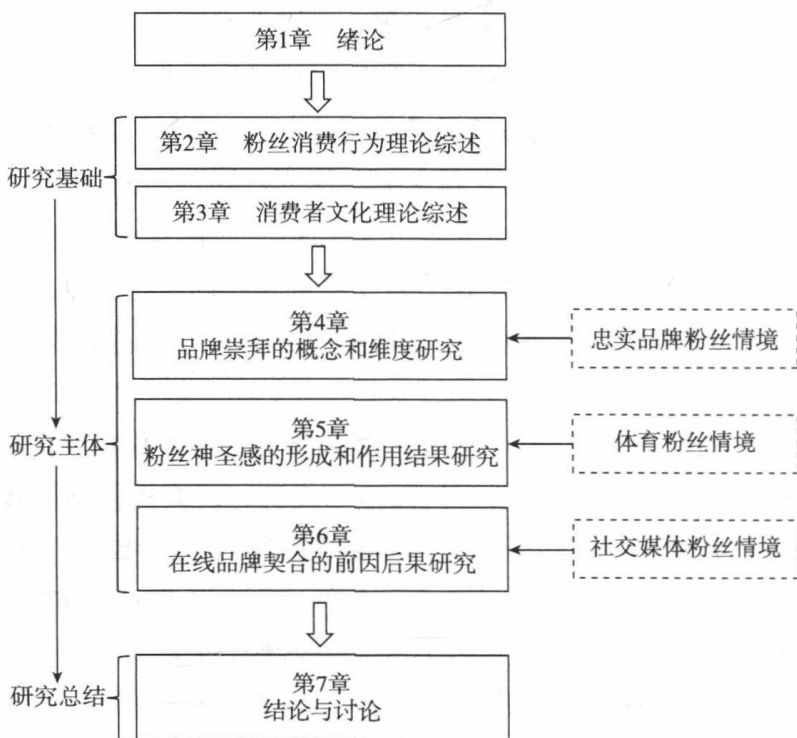 第1章 绪论
第2章 粉丝消费行为理论综述
研究基础
第3章 消费者文化理论综述
第4章
品牌崇拜的概念和维度研究
忠实品牌粉丝情境
研究主体
第5章
粉丝神圣感的形成和作用结果研究
体育粉丝情境
第6章
在线品牌契合的前因后果研究
社交媒体粉丝情境
研究总结
第7章
结论与讨论